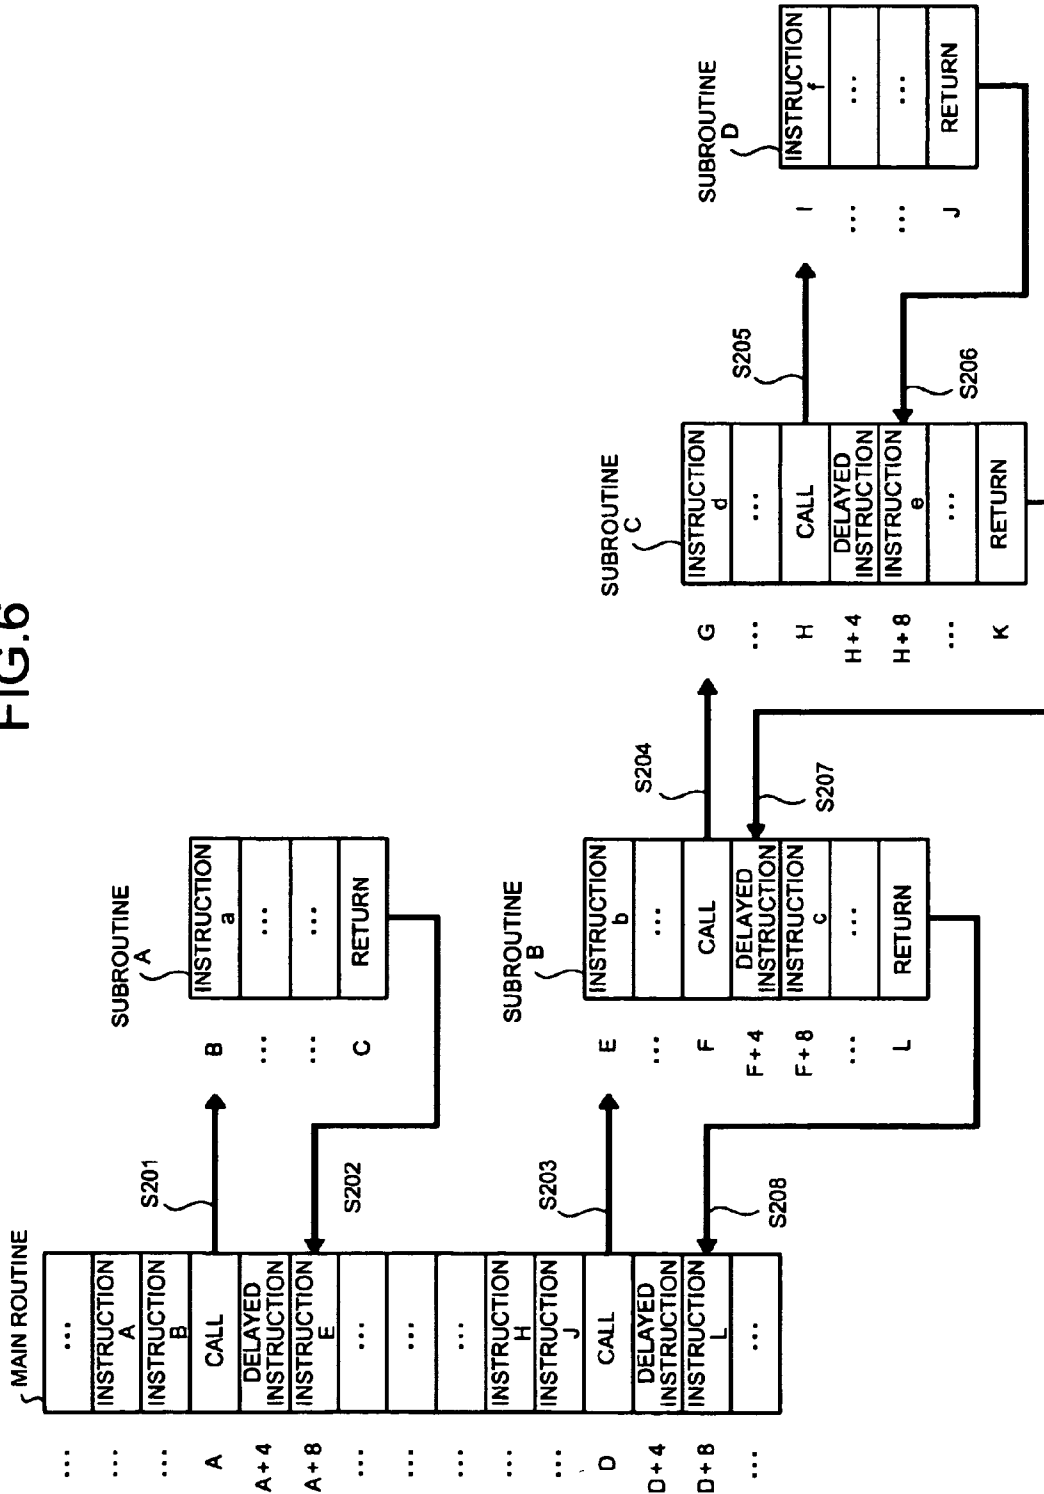 FIG.6
MAIN ROUTINE
...
...
...
INSTRUCTION
A
...
INSTRUCTION
B
A
CALL
A+4
DELAYED
INSTRUCTION
A+8
INSTRUCTION
E
...
...
...
...
...
...
...
INSTRUCTION
H
...
INSTRUCTION
J
D
CALL
D+4
DELAYED
INSTRUCTION
D+8
INSTRUCTION
L
...
...
S201
S202
S203
S208
SUBROUTINE
A
B
INSTRUCTION
a
...
...
...
...
C
RETURN
SUBROUTINE
B
E
INSTRUCTION
b
...
...
F
CALL
F+4
DELAYED
INSTRUCTION
F+8
INSTRUCTION
c
...
...
L
RETURN
S204
S207
SUBROUTINE
C
G
INSTRUCTION
d
...
...
H
CALL
H+4
DELAYED
INSTRUCTION
H+8
INSTRUCTION
e
...
...
K
RETURN
S205
S206
SUBROUTINE
D
I
INSTRUCTION
f
...
...
...
...
J
RETURN